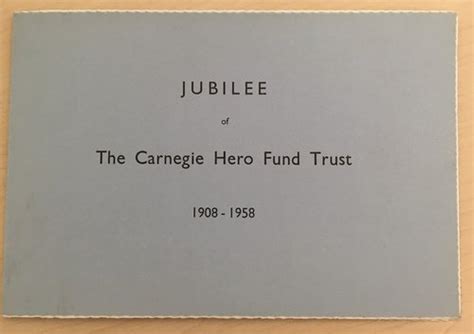 JUBILEE
of
The Carnegie Hero Fund Trust
1908 - 1958